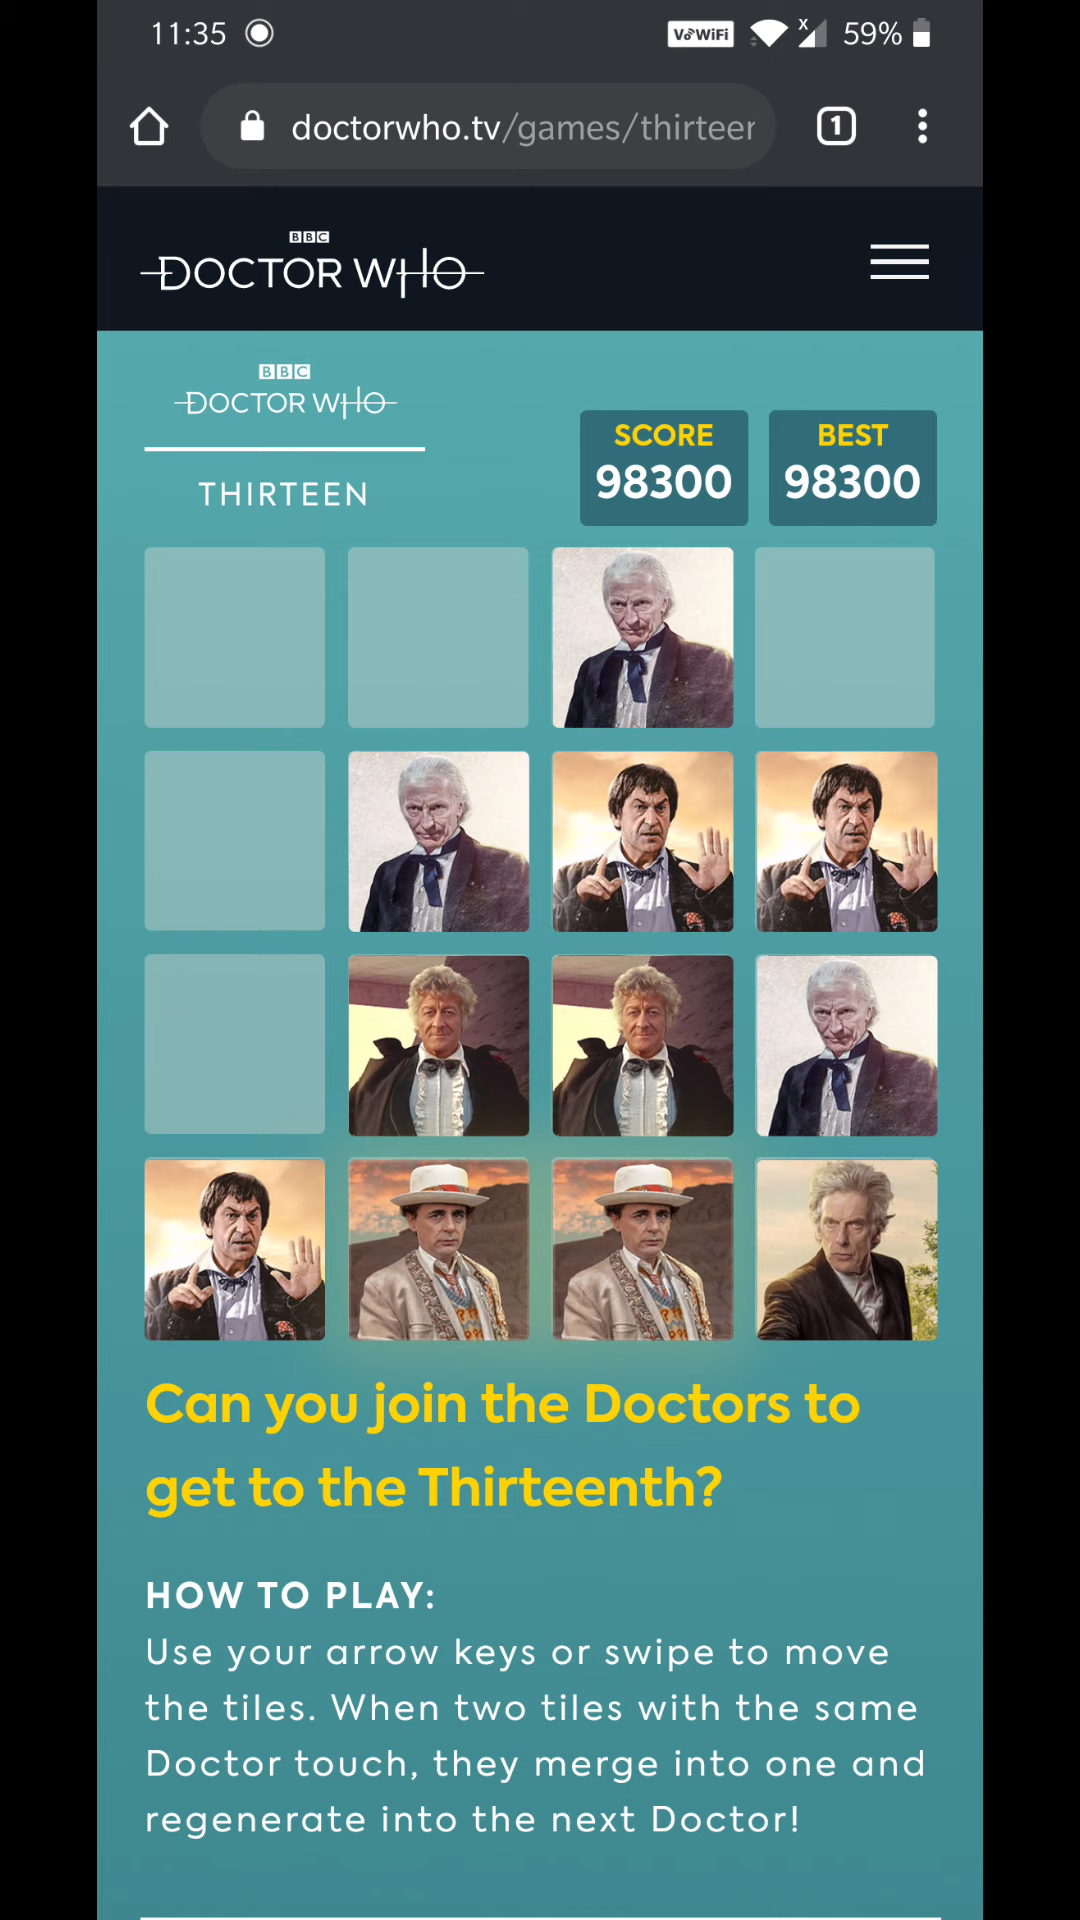 11:35 VoWiFi X 59%
doctorwho.tv/games/thirteer 1
BBC
DOCTOR WHO
BBC
DOCTOR WHO
THIRTEEN
SCORE BEST
98300 98300
Can you join the Doctors to
get to the Thirteenth?
HOW TO PLAY:
Use your arrow keys or swipe to move
the tiles. When two tiles with the same
Doctor touch, they merge into one and
regenerate into the next Doctor!